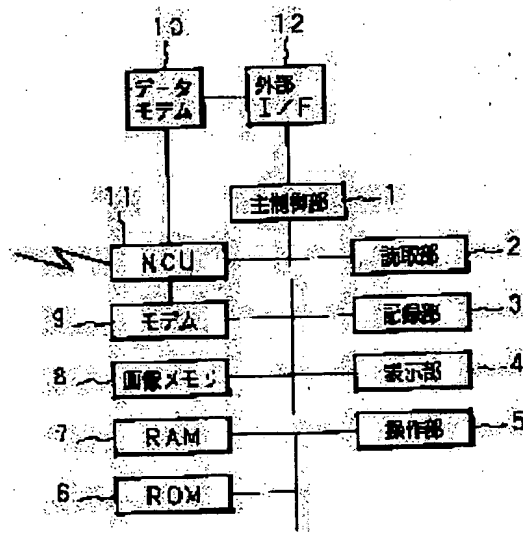 10
12
データ
モデム
外部
I/F
主制御部
1
11
NCU
読取部
2
9
モデム
記録部
3
8
画像メモリ
表示部
4
7
RAM
操作部
5
6
ROM